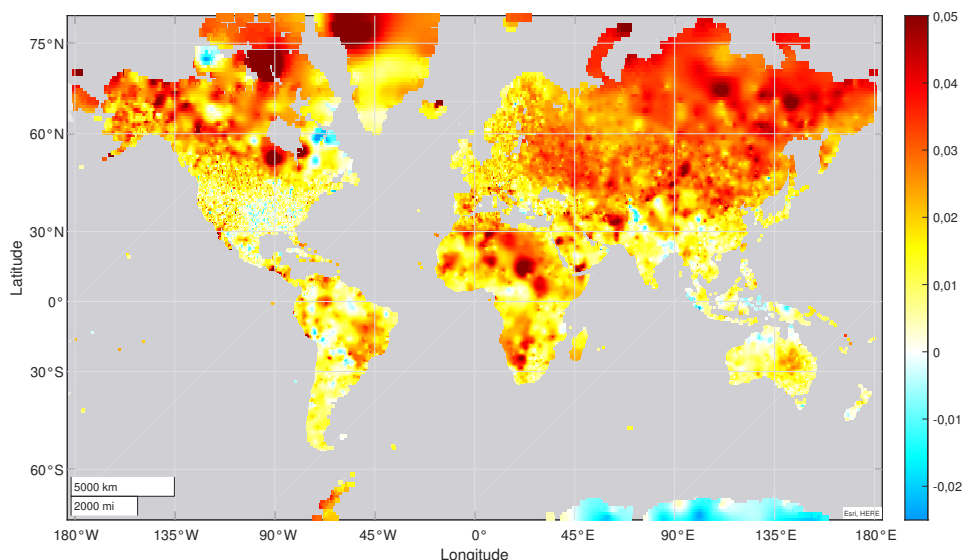 75°N
60°N
30°N
0°
30°S
60°S
Latitude
5000 km
2000 mi
Esri, HERE
180°W
135°W
90°W
45°W
0°
45°E
90°E
135°E
180°E
Longitude
0,05
0,04
0,03
0,02
0,01
0
-0,01
-0,02